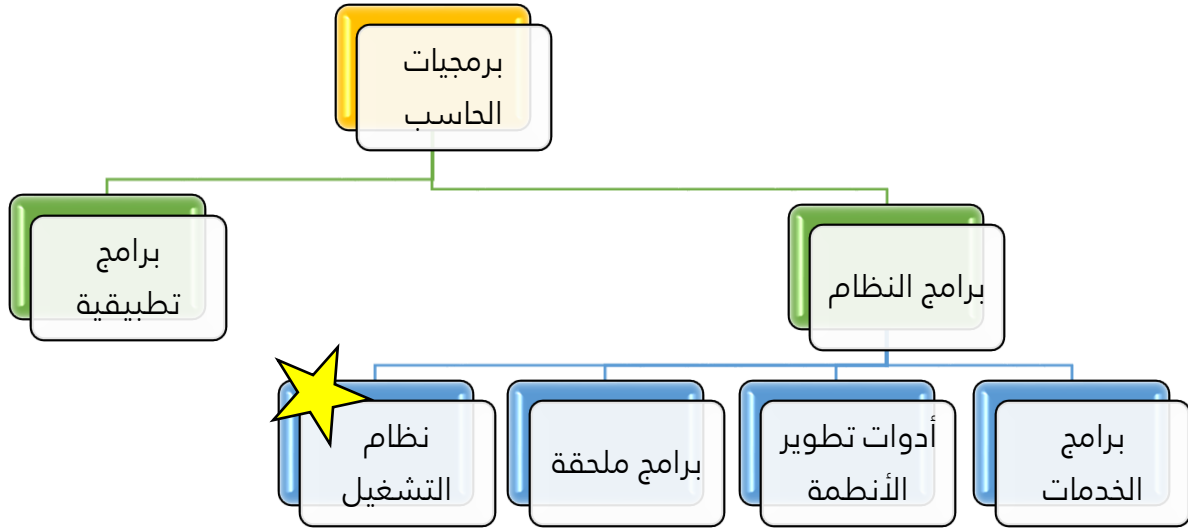 برمجيات
الحاسب
برامج النظام
برامج
تطبيقية
برامج
الخدمات
أدوات تطوير
الأنظمة
برامج ملحقة
نظام
التشغيل